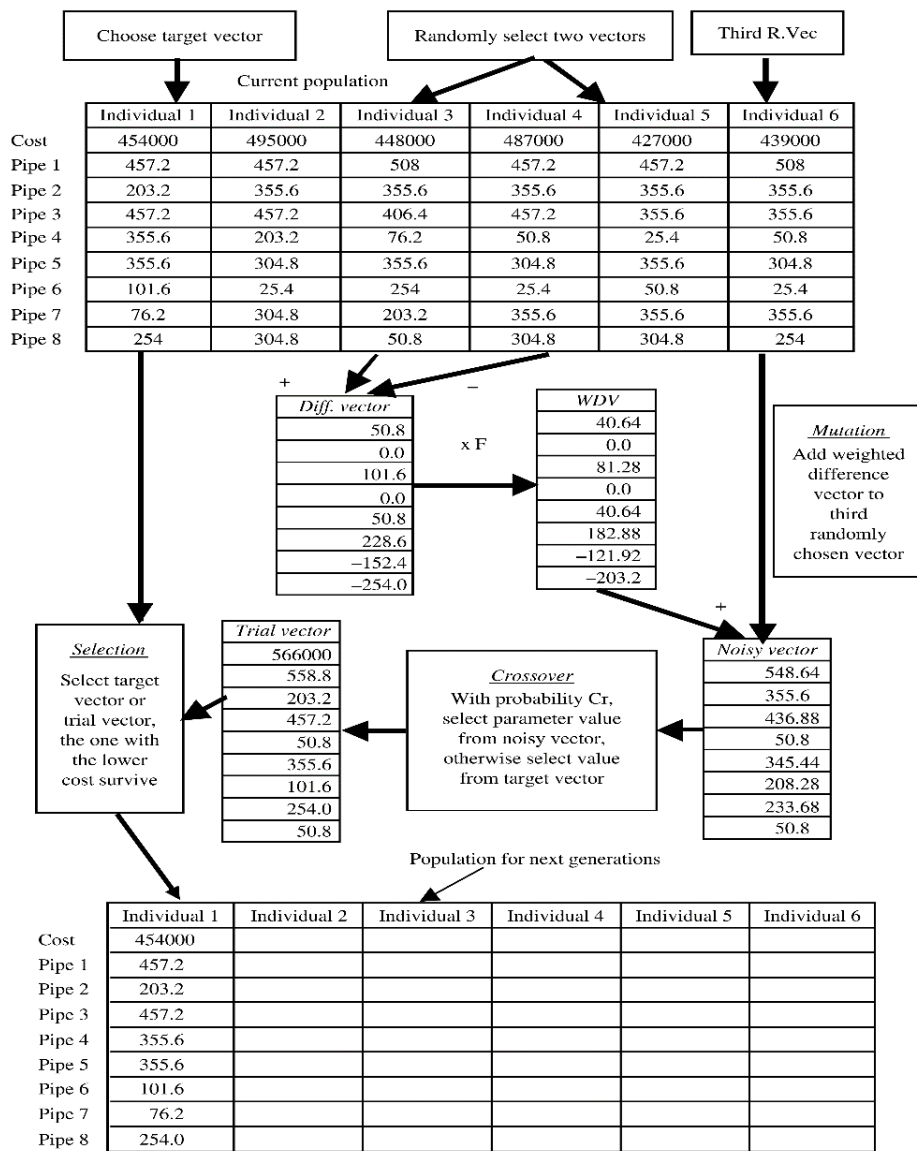 Choose target vector
Randomly select two vectors
Third R.Vec
Current population
Individual 1 Individual 2 Individual 3 Individual 4 Individual 5 Individual 6
Cost 454000 495000 448000 487000 427000 439000
Pipe 1 457.2 457.2 508 457.2 457.2 508
Pipe 2 203.2 355.6 355.6 355.6 355.6 355.6
Pipe 3 457.2 457.2 406.4 457.2 355.6 355.6
Pipe 4 355.6 203.2 76.2 50.8 25.4 50.8
Pipe 5 355.6 304.8 355.6 304.8 355.6 304.8
Pipe 6 101.6 25.4 254 25.4 50.8 25.4
Pipe 7 76.2 304.8 203.2 355.6 355.6 355.6
Pipe 8 254 304.8 50.8 304.8 304.8 254
+
−
Diff. vector
50.8
0.0
101.6
0.0
50.8
228.6
−152.4
−254.0
x F
WDV
40.64
0.0
81.28
0.0
40.64
182.88
−121.92
−203.2
Mutation
Add weighted
difference
vector to
third
randomly
chosen vector
+
Selection
Select target
vector or
trial vector,
the one with
the lower
cost survive
Trial vector
566000
558.8
203.2
457.2
50.8
355.6
101.6
254.0
50.8
Crossover
With probability Cr,
select parameter value
from noisy vector,
otherwise select value
from target vector
Noisy vector
548.64
355.6
436.88
50.8
345.44
208.28
233.68
50.8
Population for next generations
Individual 1 Individual 2 Individual 3 Individual 4 Individual 5 Individual 6
Cost 454000
Pipe 1 457.2
Pipe 2 203.2
Pipe 3 457.2
Pipe 4 355.6
Pipe 5 355.6
Pipe 6 101.6
Pipe 7 76.2
Pipe 8 254.0